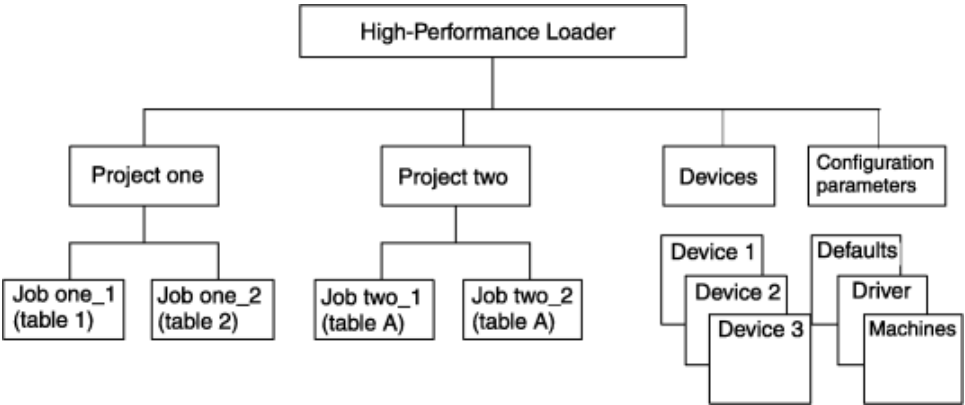 High-Performance Loader
Project one
Project two
Devices
Configuration
parameters
Job one_1
(table 1)
Job one_2
(table 2)
Job two_1
(table A)
Job two_2
(table A)
Device 1
Device 2
Device 3
Defaults
Driver
Machines